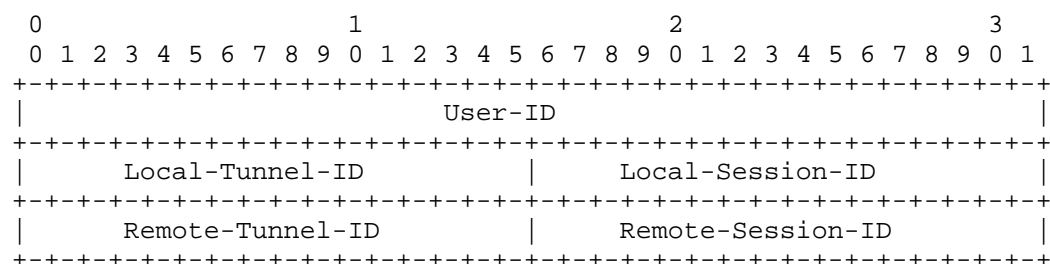 0                   1                   2                   3
 0 1 2 3 4 5 6 7 8 9 0 1 2 3 4 5 6 7 8 9 0 1 2 3 4 5 6 7 8 9 0 1
+-+-+-+-+-+-+-+-+-+-+-+-+-+-+-+-+-+-+-+-+-+-+-+-+-+-+-+-+-+-+-+-+
|                          User-ID                              |
+-+-+-+-+-+-+-+-+-+-+-+-+-+-+-+-+-+-+-+-+-+-+-+-+-+-+-+-+-+-+-+-+
|      Local-Tunnel-ID          |     Local-Session-ID          |
+-+-+-+-+-+-+-+-+-+-+-+-+-+-+-+-+-+-+-+-+-+-+-+-+-+-+-+-+-+-+-+-+
|      Remote-Tunnel-ID         |     Remote-Session-ID         |
+-+-+-+-+-+-+-+-+-+-+-+-+-+-+-+-+-+-+-+-+-+-+-+-+-+-+-+-+-+-+-+-+